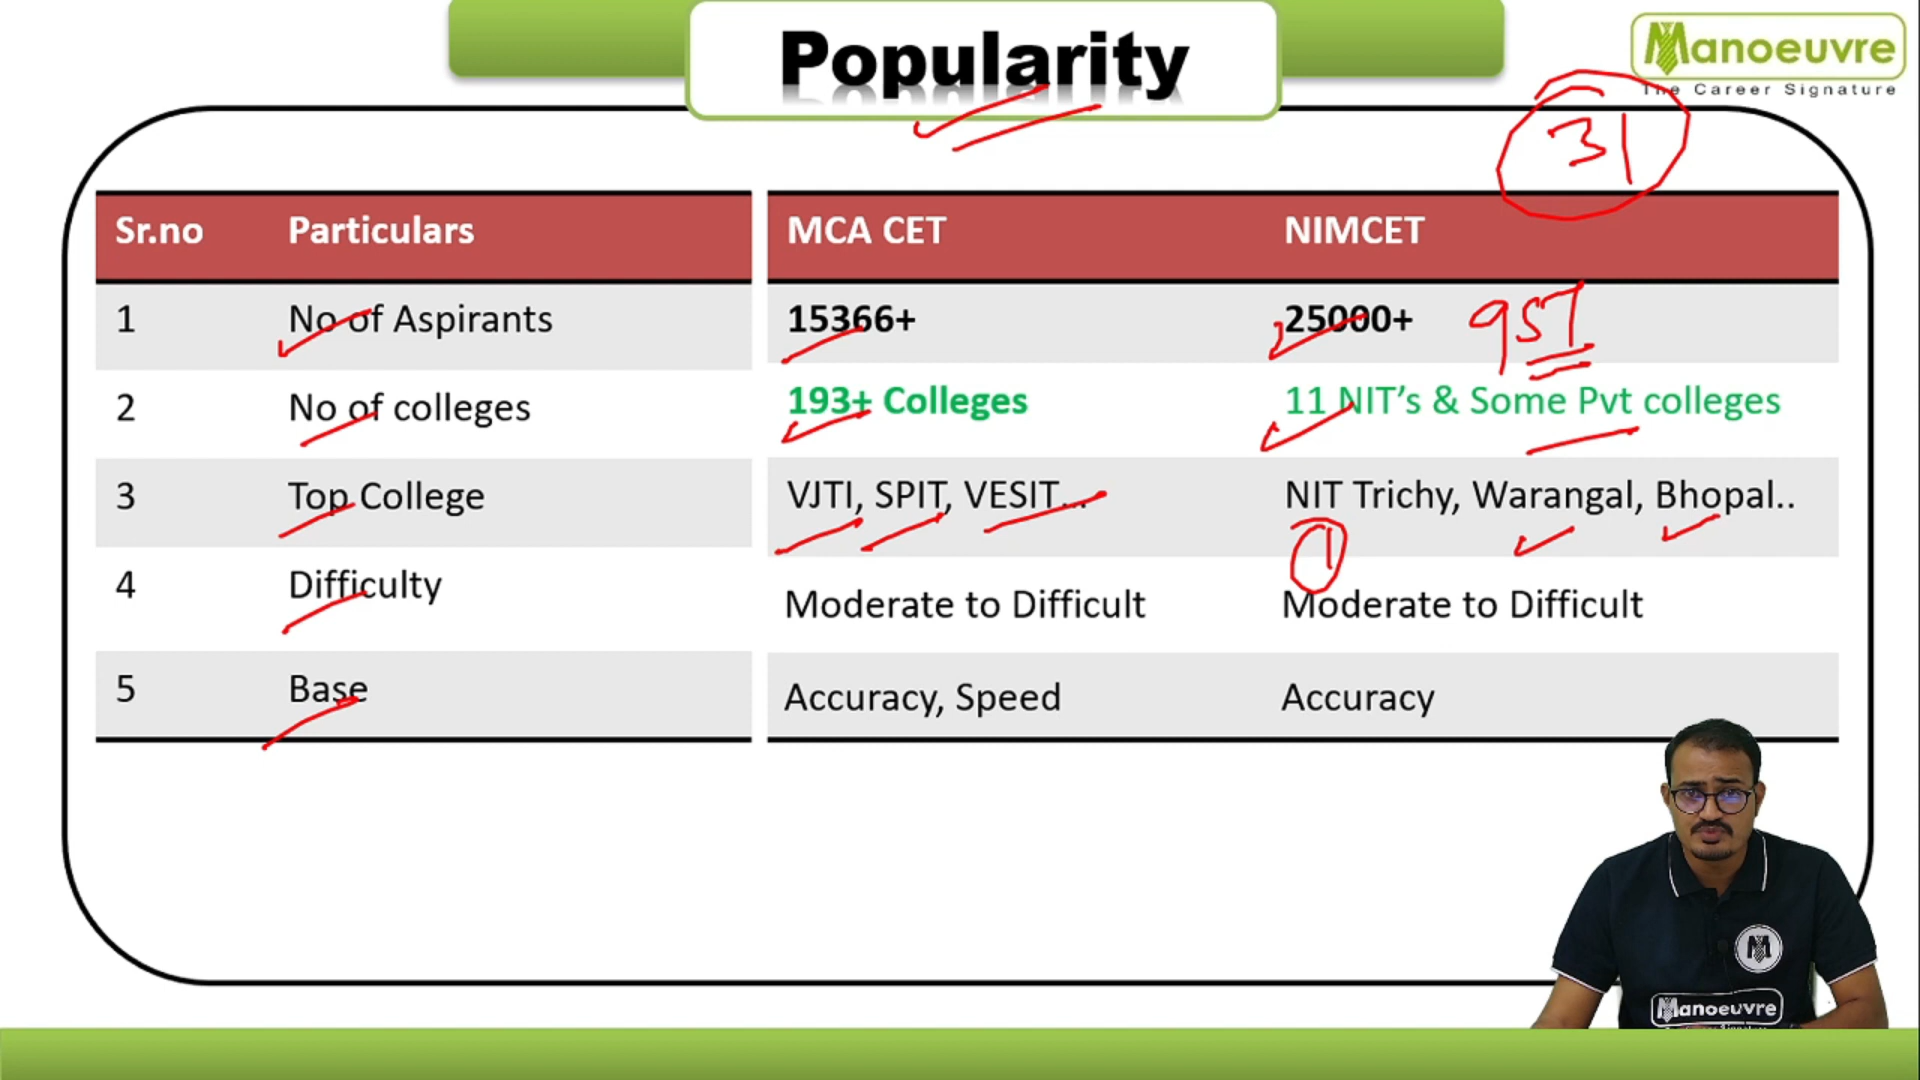 Popularity
Manoeuvre
The Career Signature
31
Sr.no Particulars MCA CET NIMCET
1 No of Aspirants 15366+ 25000+
2 No of colleges 193+ Colleges 11 NIT's & Some Pvt colleges
3 Top College VJTI, SPIT, VESIT... NIT Trichy, Warangal, Bhopal..
1
4 Difficulty Moderate to Difficult Moderate to Difficult
5 Base Accuracy, Speed Accuracy
M
Manoeuvre